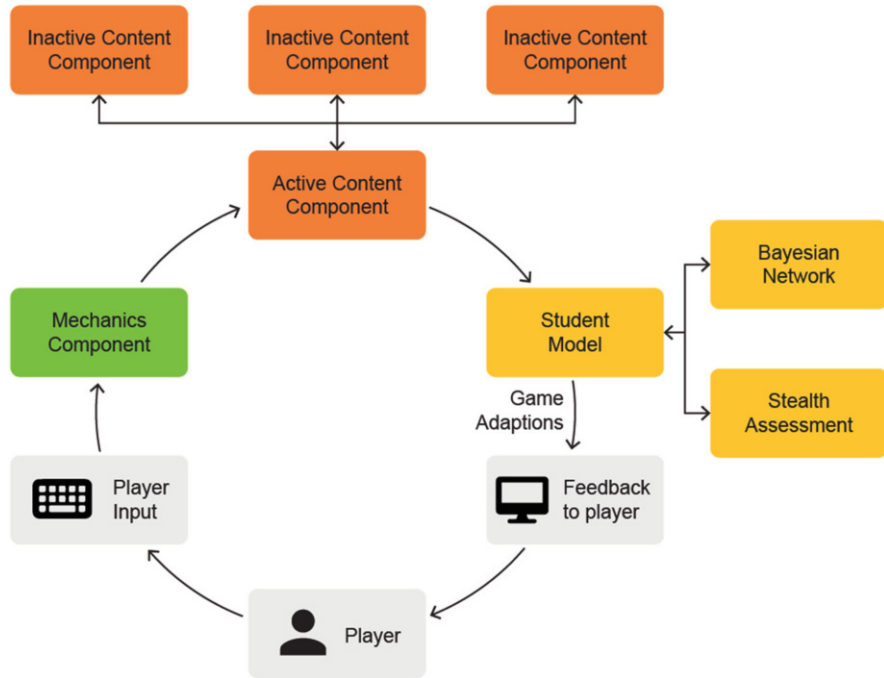 Inactive Content
Component
Inactive Content
Component
Inactive Content
Component
Active Content
Component
Mechanics
Component
Student
Model
Bayesian
Network
Stealth
Assessment
Game
Adaptions
Player
Input
Feedback
to player
Player